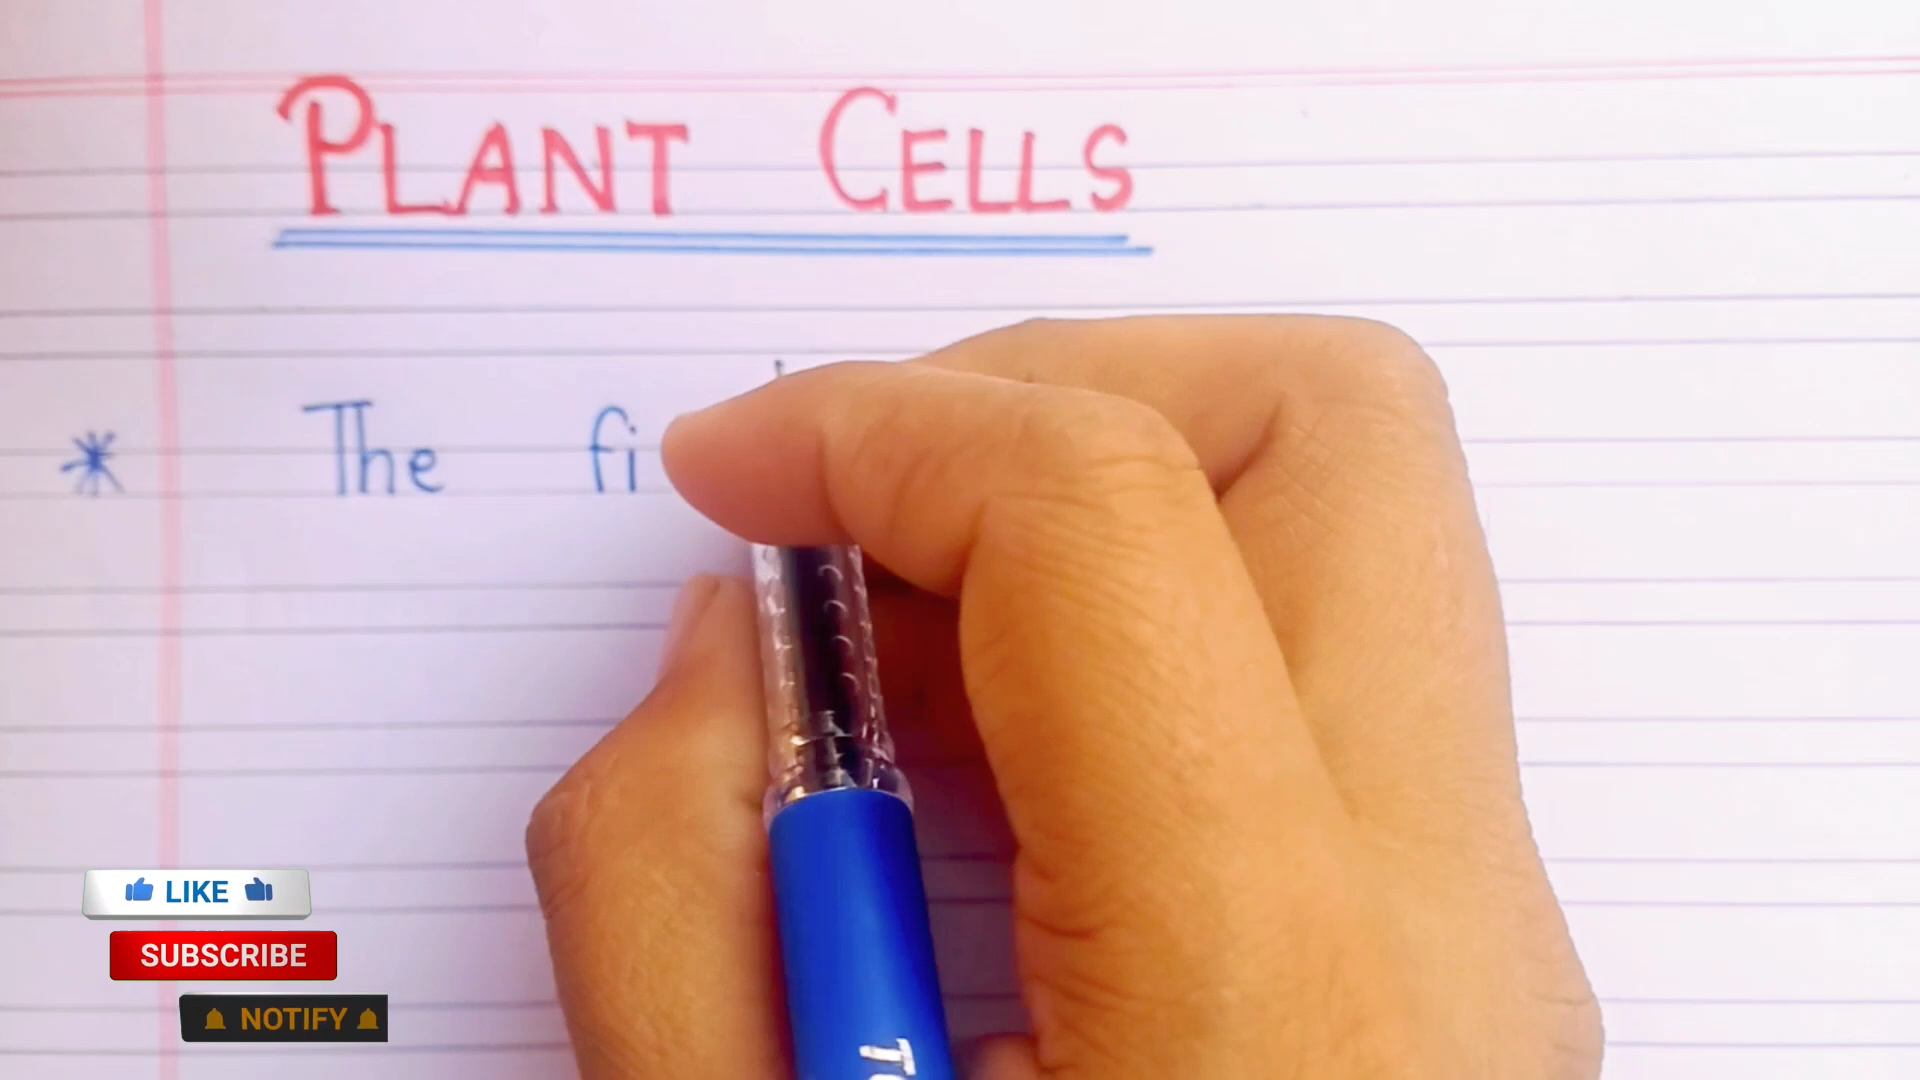 PLANT CELLS
* The fi
LIKE
SUBSCRIBE
NOTIFY